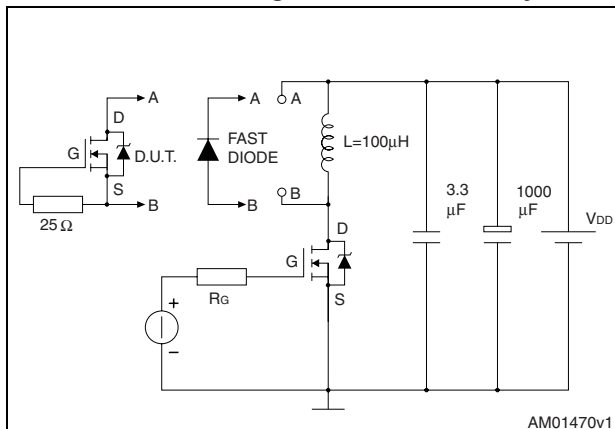 A
A
A
D
G
D.U.T.
FAST
DIODE
L=100μH
S
B
B
B
25 Ω
3.3
μF
1000
μF
VDD
D
G
S
RG
+
–
AM01470v1